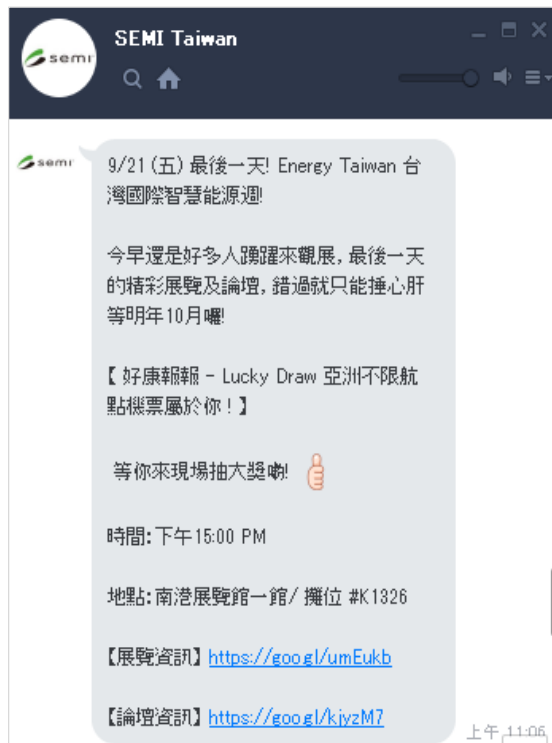 semi
SEMI Taiwan
semi
9/21 (五) 最後一天! Energy Taiwan 台
灣國際智慧能源週!
今早還是好多人踴躍來觀展, 最後一天
的精彩展覽及論壇, 錯過就只能捶心肝
等明年10月囉!
【 好康報報 - Lucky Draw 亞洲不限航
點機票屬於你 ! 】
等你來現場抽大獎喲!
時間: 下午15:00 PM
地點: 南港展覽館一館/ 攤位 #K1326
【展覽資訊】 https://goo.gl/umEukb
【論壇資訊】 https://goo.gl/kjyzM7
上午 11:06